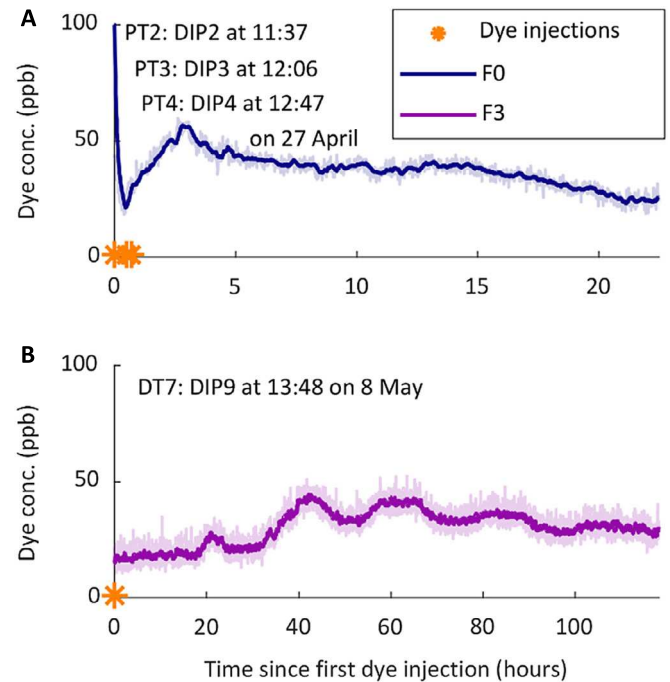 A
100
50
0
Dye conc. (ppb)
PT2: DIP2 at 11:37
PT3: DIP3 at 12:06
PT4: DIP4 at 12:47
on 27 April
Dye injections
F0
F3
0 5 10 15 20
B
100
50
0
Dye conc. (ppb)
DT7: DIP9 at 13:48 on 8 May
0 20 40 60 80 100
Time since first dye injection (hours)